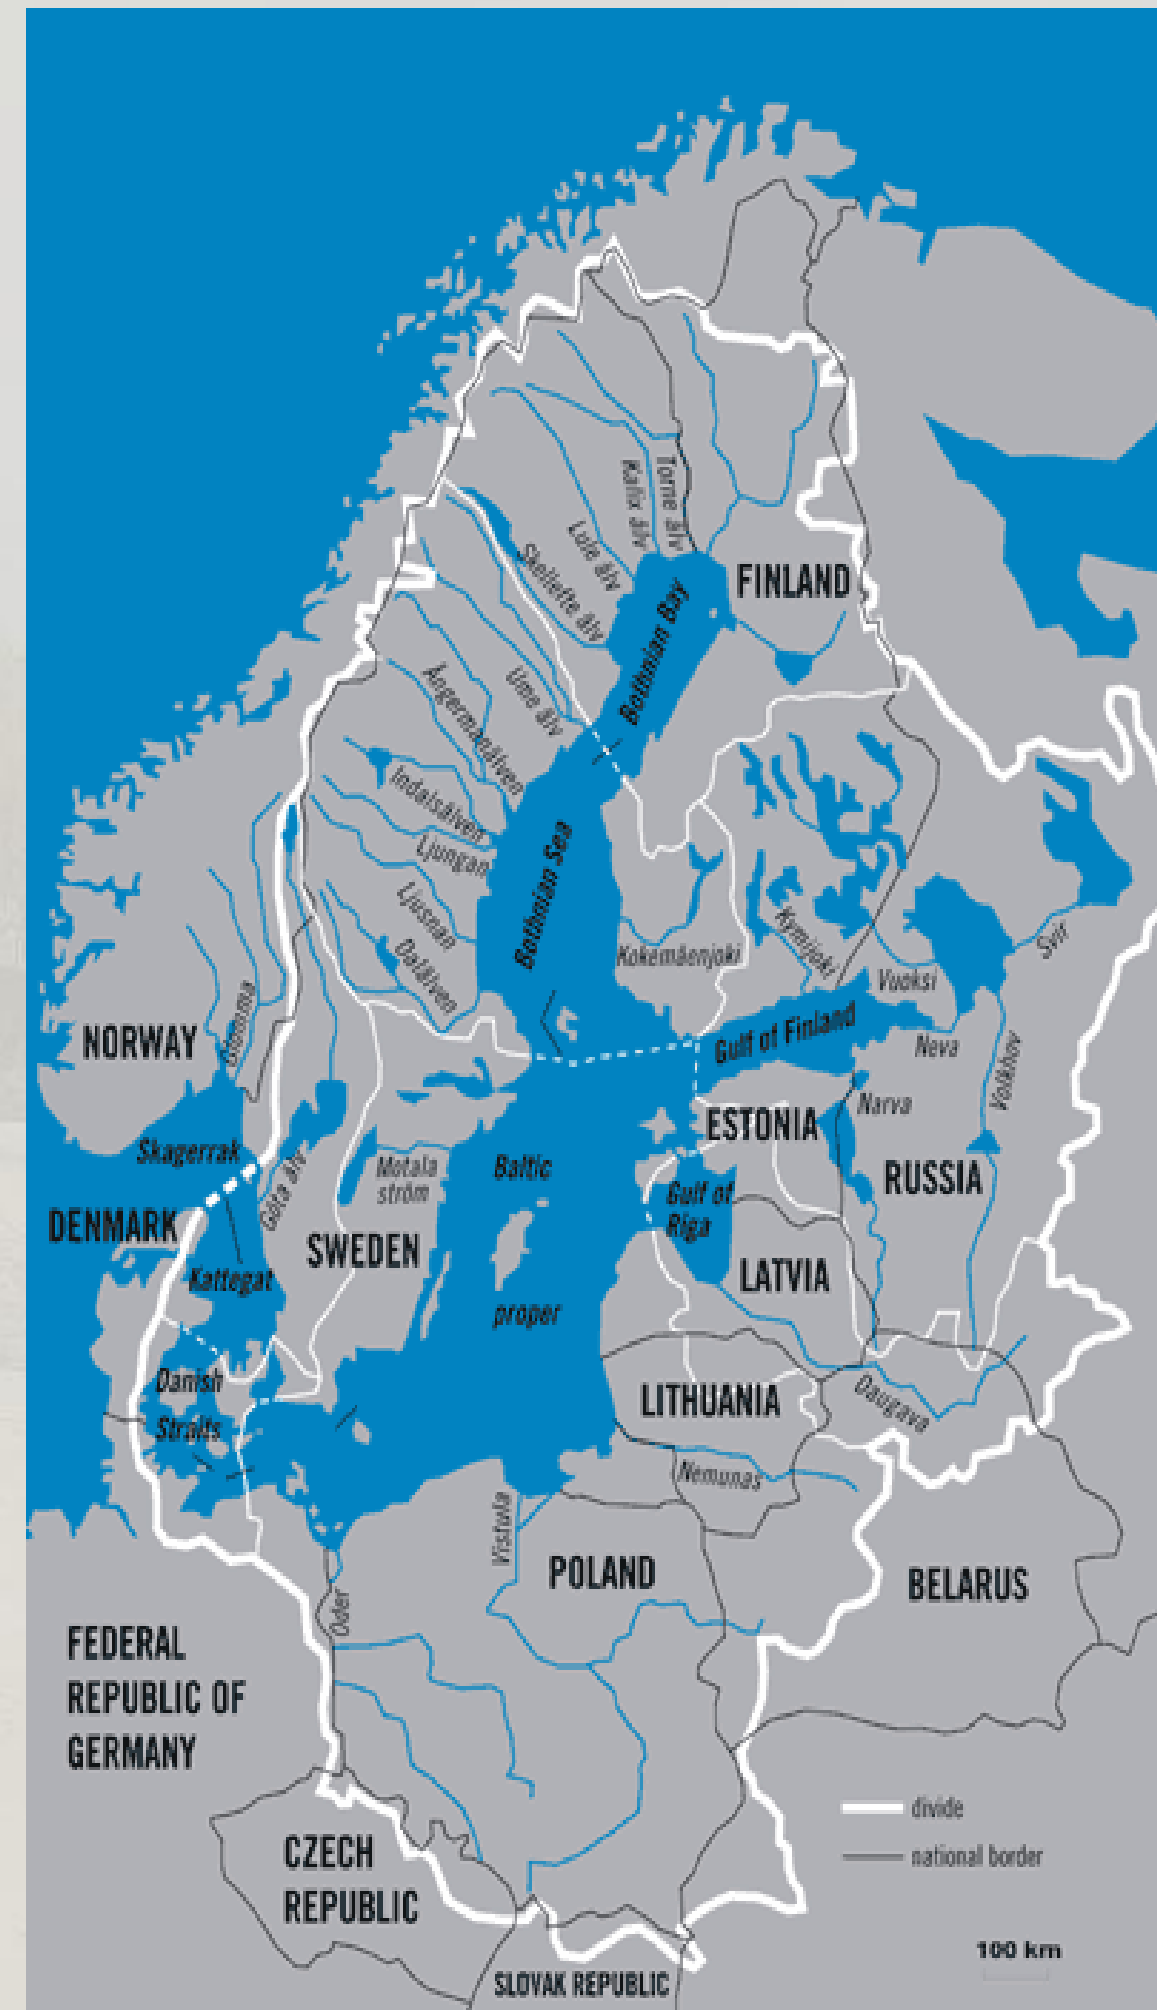 Torne älv
Kalix älv
Lule älv
Skellefte älv
FINLAND
Bothnian Bay
Ume älv
Ångermanälven
Indalsälven
Ljungan
Bothnian Sea
Ljusnan
Dalälven
Kokemäenjoki
Kymijoki
Vuoksi
Svir
NORWAY
Glomma
Gulf of Finland
Neva
Volkhov
Narva
ESTONIA
Skagerrak
Göta älv
Motala
ström
Baltic
RUSSIA
Gulf of
Riga
DENMARK
SWEDEN
Kattegat
LATVIA
proper
Danish
Straits
LITHUANIA
Daugava
Nemunas
Vistula
POLAND
BELARUS
Oder
FEDERAL
REPUBLIC OF
GERMANY
divide
national border
CZECH
REPUBLIC
100 km
SLOVAK REPUBLIC